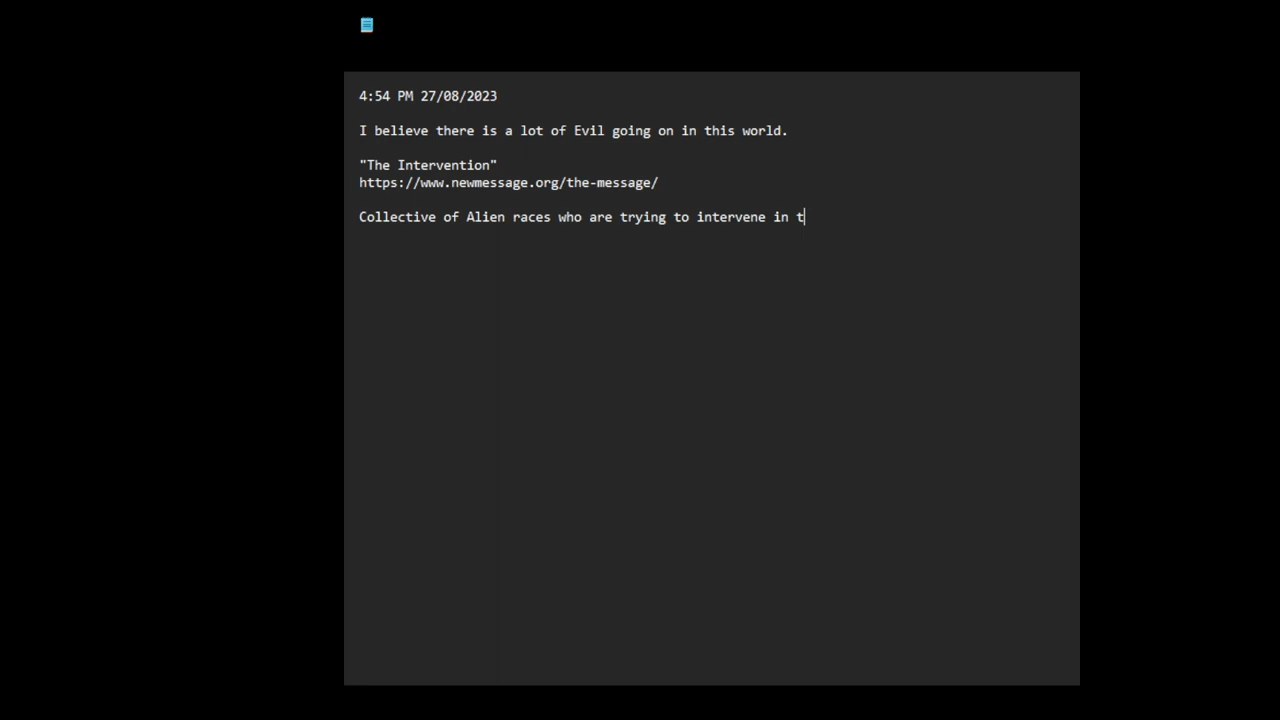 4:54 PM 27/08/2023
I believe there is a lot of Evil going on in this world.
"The Intervention"
https://www.newmessage.org/the-message/
Collective of Alien races who are trying to intervene in t